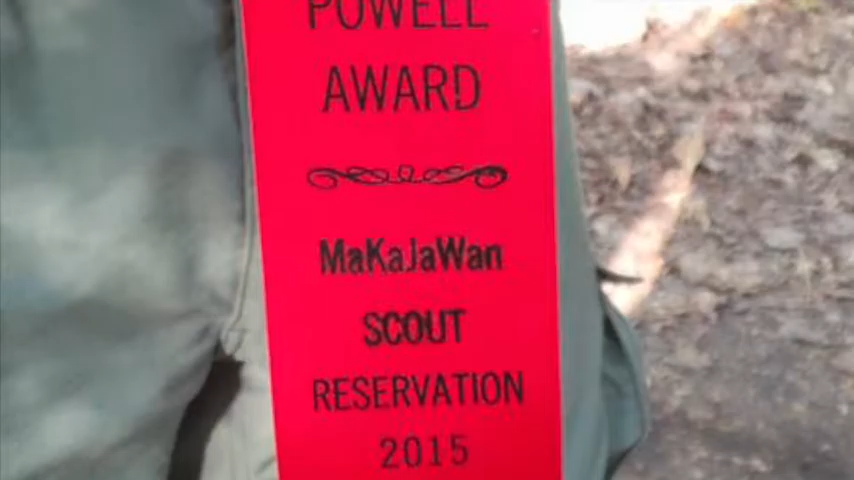 POWELL
AWARD
MaKaJaWan
SCOUT
RESERVATION
2015